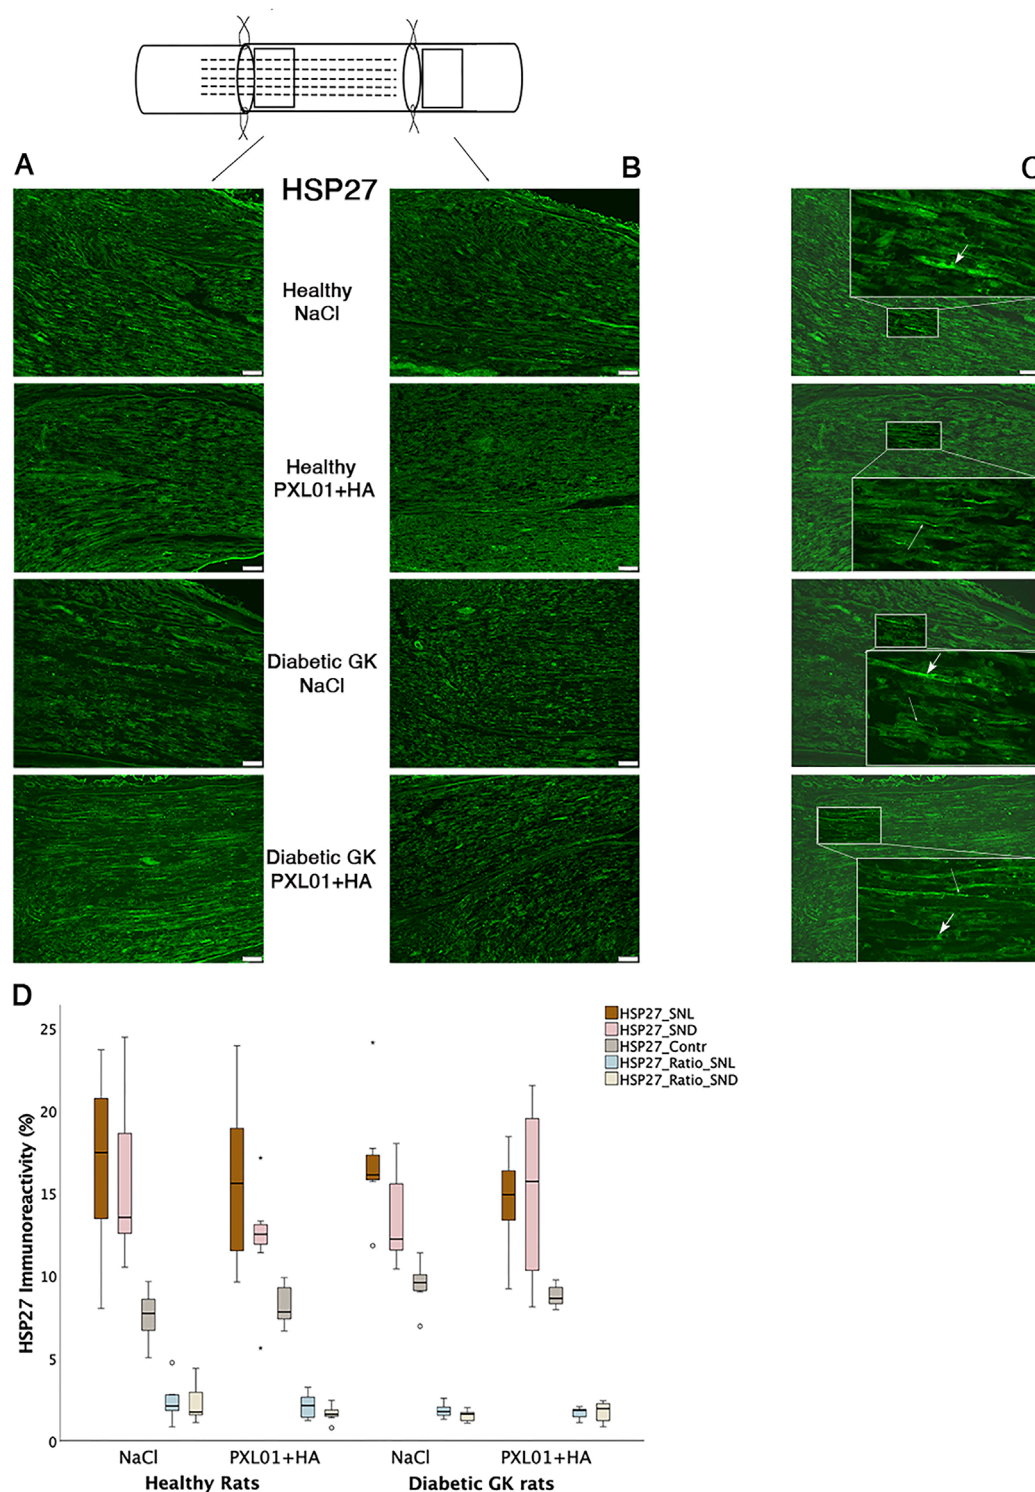 A
B
C
HSP27
Healthy
NaCl
Healthy
PXL01+HA
Diabetic GK
NaCl
Diabetic GK
PXL01+HA
D
HSP27_SNL
HSP27_SND
HSP27_Contr
HSP27_Ratio_SNL
HSP27_Ratio_SND
HSP27 Immunoreactivity (%)
25
20
15
10
5
0
NaCl
PXL01+HA
NaCl
PXL01+HA
Healthy Rats
Diabetic GK rats